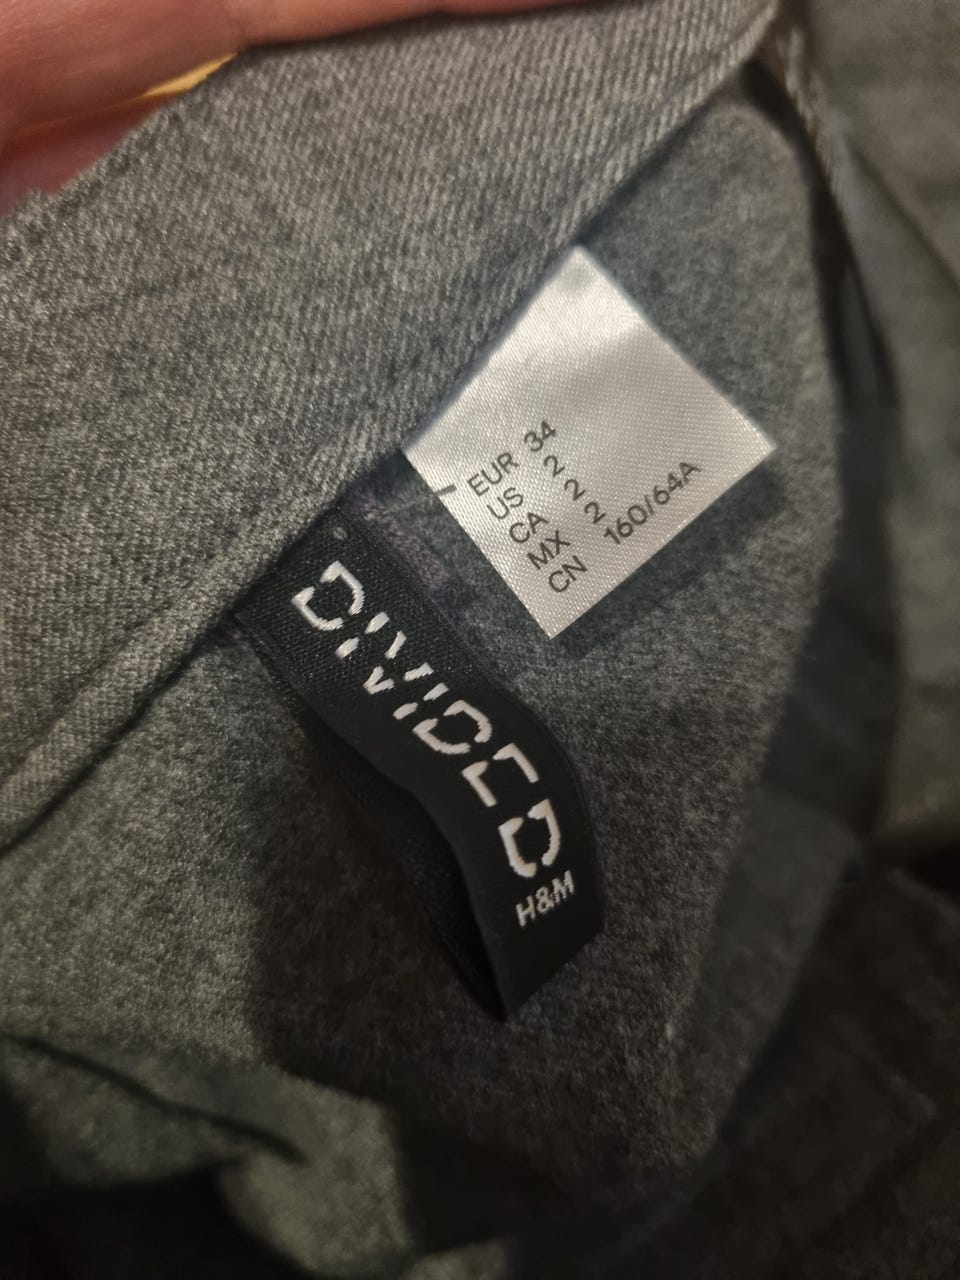 EUR 34
US 2
CA 2
MX 2
CN 160/64A
DIVIDED
H&M